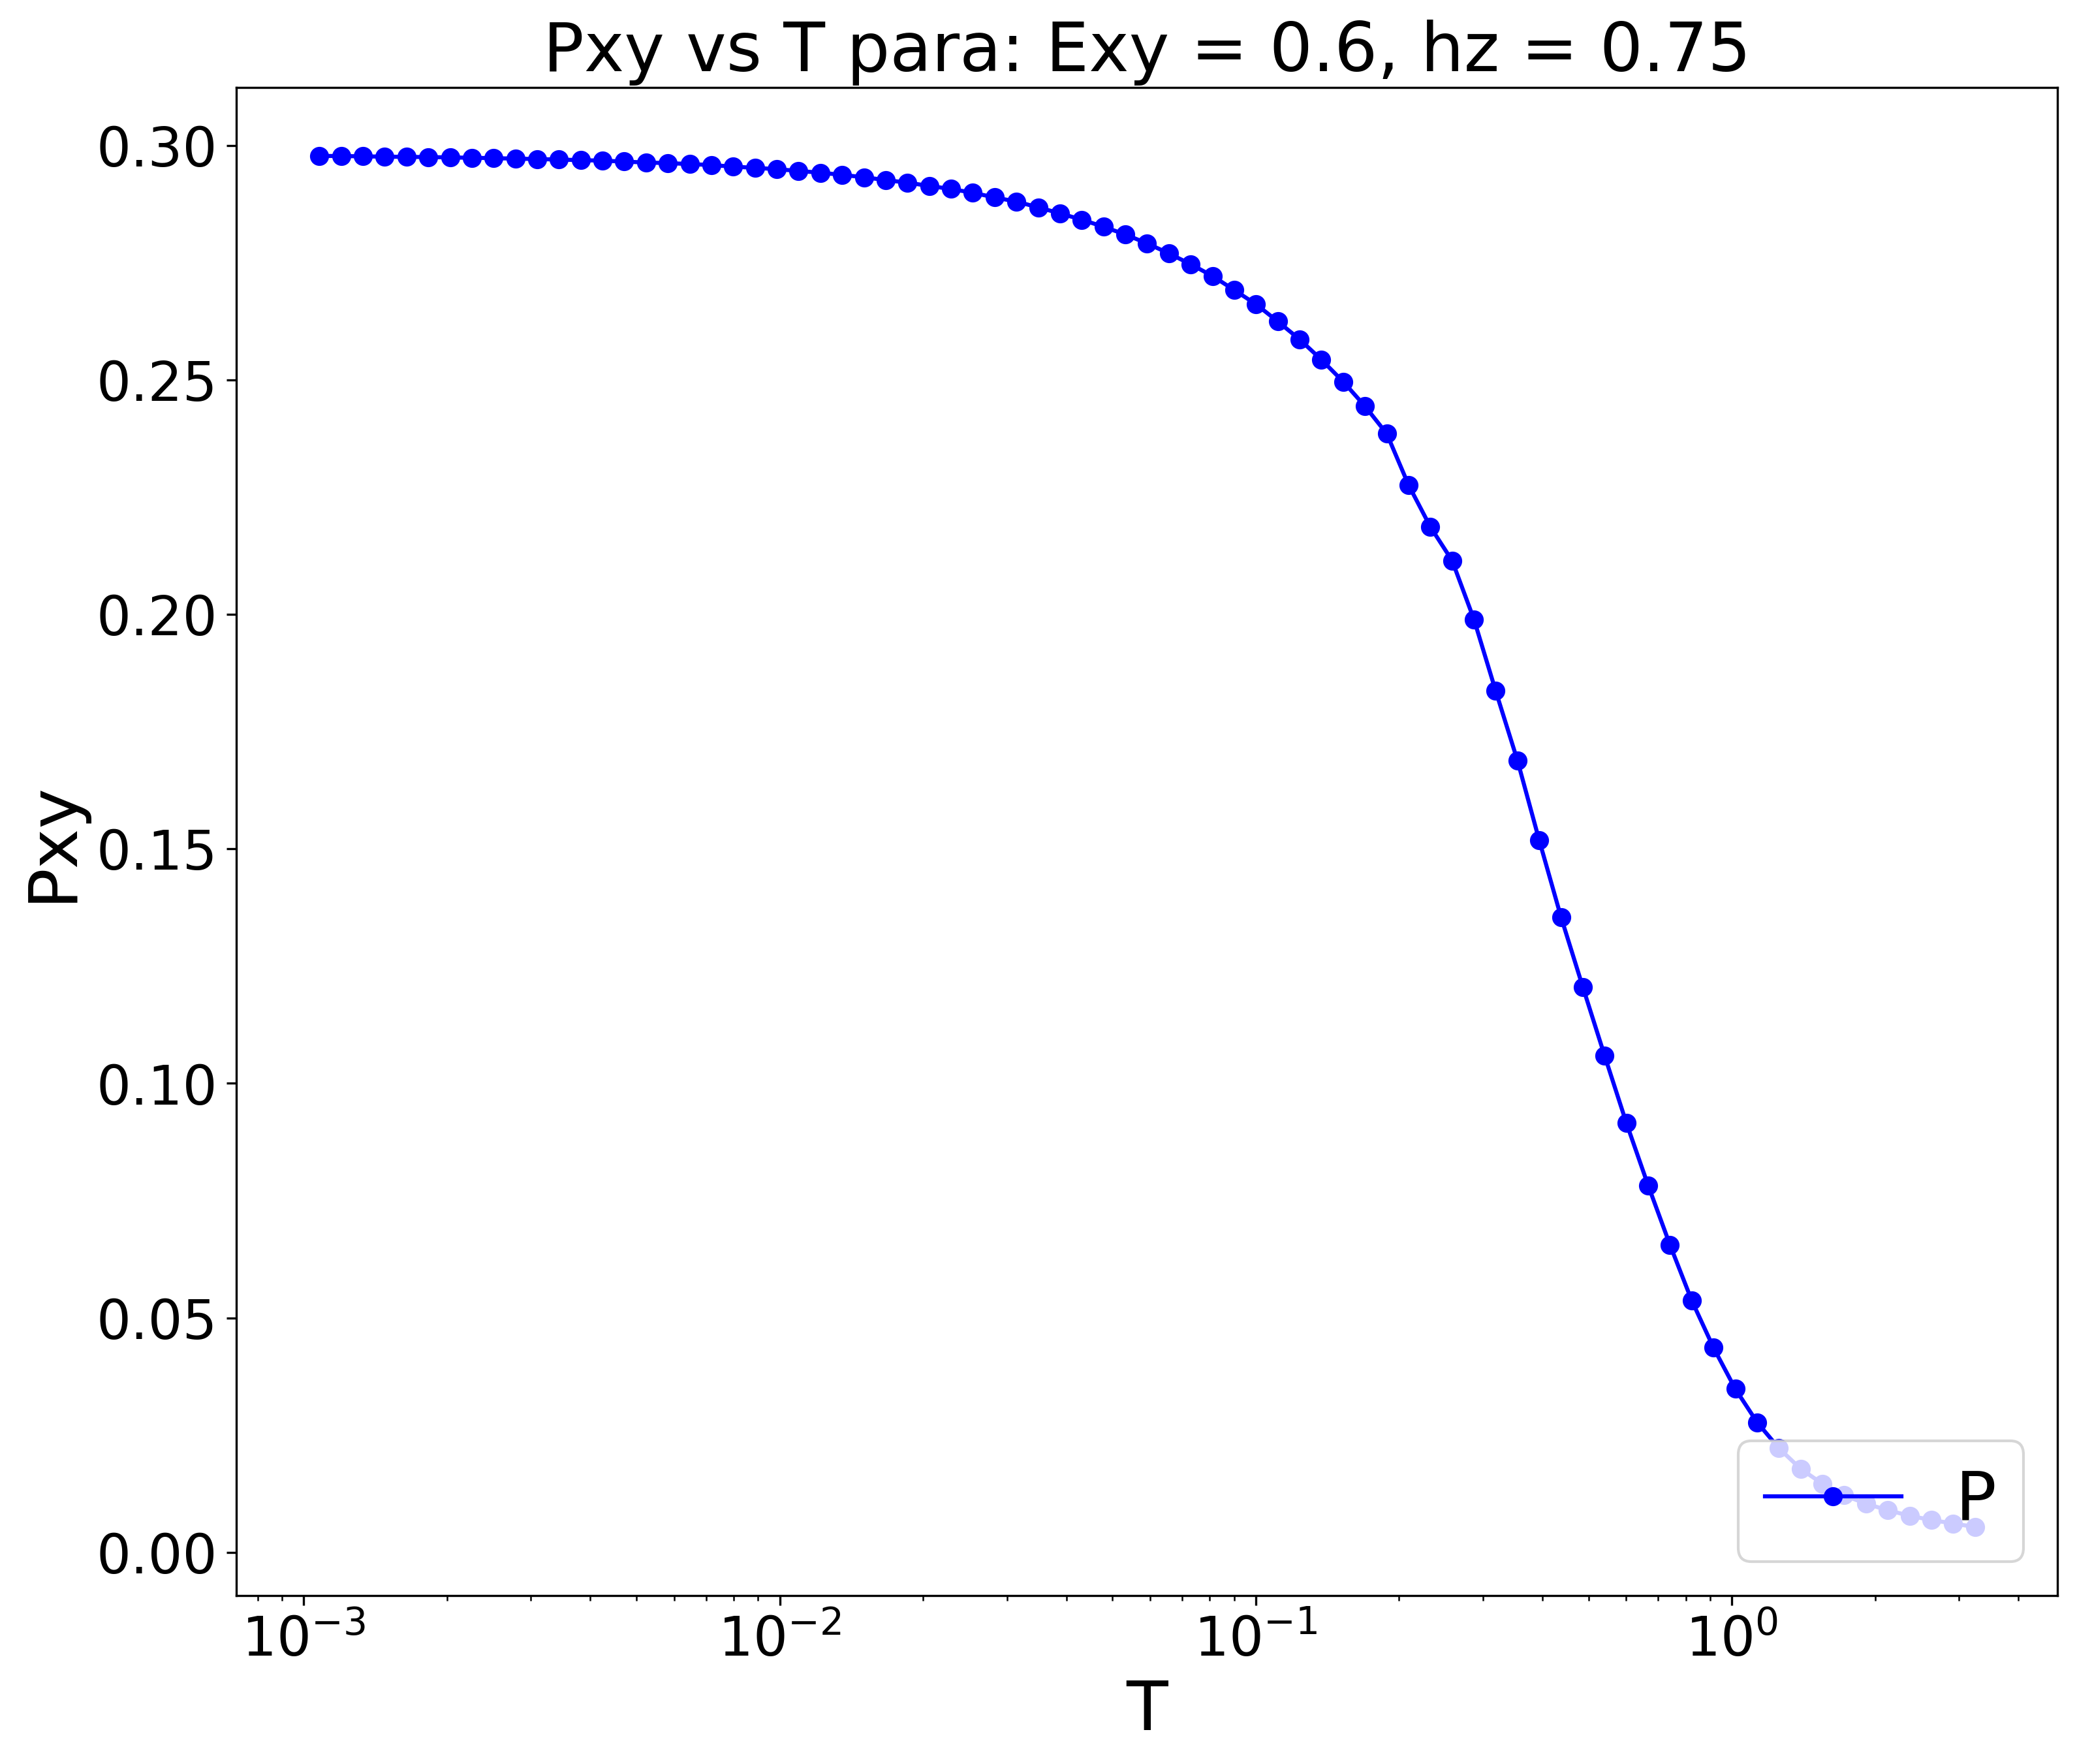 Pxy vs T para: Exy = 0.6, hz = 0.75
0.30
0.25
0.20
0.15
0.10
0.05
0.00
Pxy
P
10⁻³ 10⁻² 10⁻¹ 10⁰
T